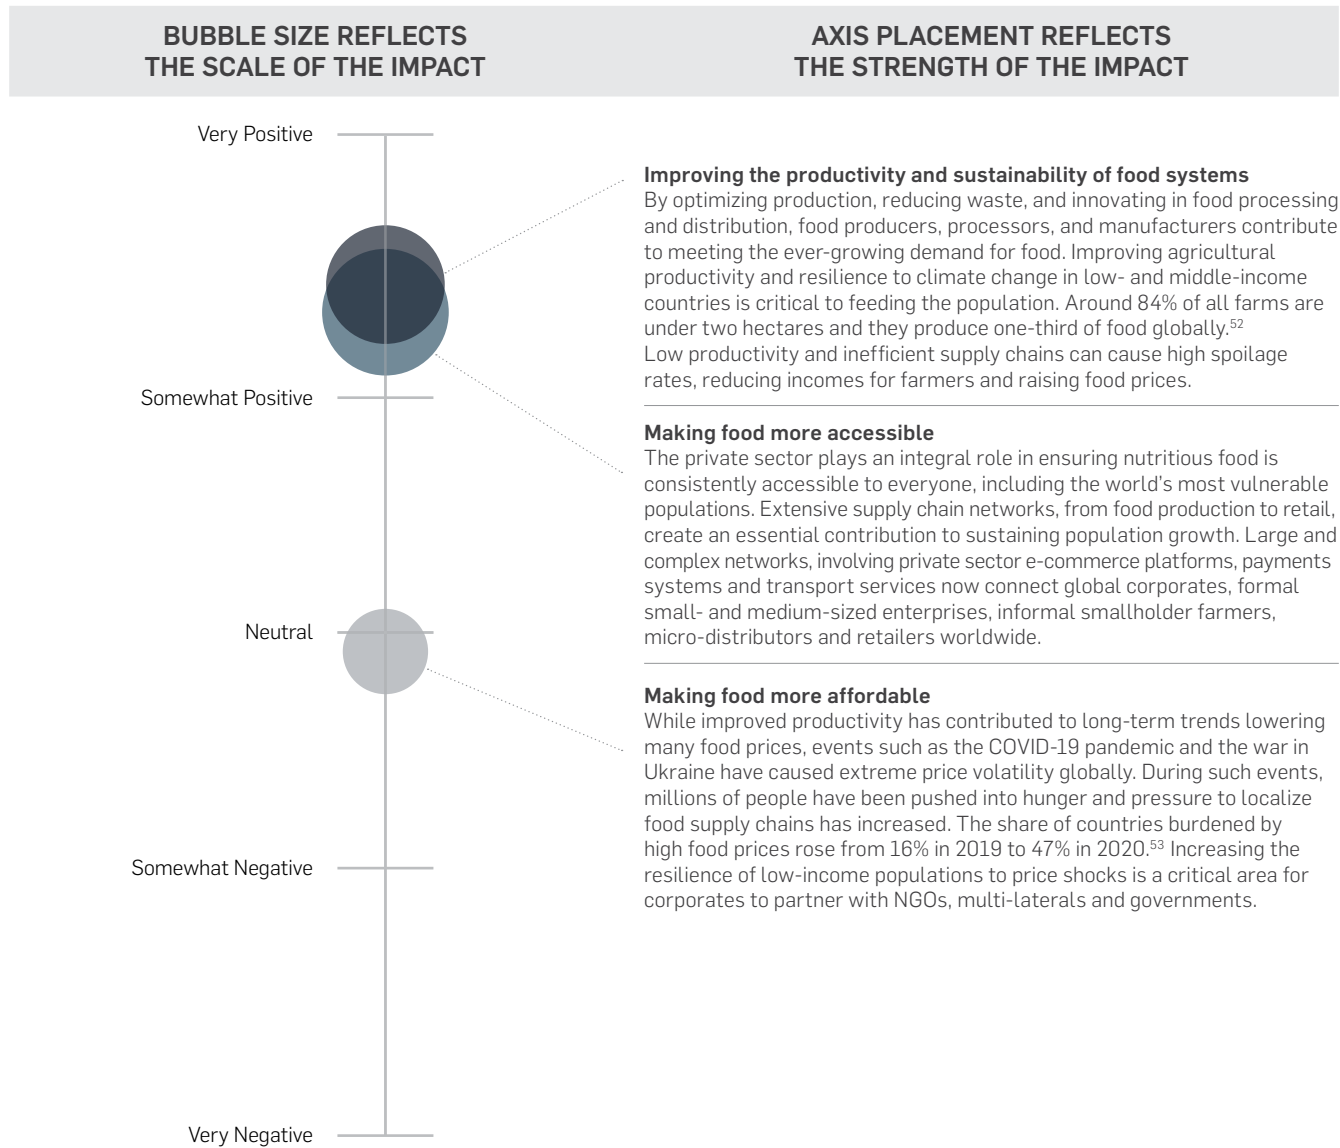 BUBBLE SIZE REFLECTS
THE SCALE OF THE IMPACT
AXIS PLACEMENT REFLECTS
THE STRENGTH OF THE IMPACT
Very Positive
Somewhat Positive
Neutral
Somewhat Negative
Very Negative
Improving the productivity and sustainability of food systems
By optimizing production, reducing waste, and innovating in food processing
and distribution, food producers, processors, and manufacturers contribute
to meeting the ever-growing demand for food. Improving agricultural
productivity and resilience to climate change in low- and middle-income
countries is critical to feeding the population. Around 84% of all farms are
under two hectares and they produce one-third of food globally.52
Low productivity and inefficient supply chains can cause high spoilage
rates, reducing incomes for farmers and raising food prices.
Making food more accessible
The private sector plays an integral role in ensuring nutritious food is
consistently accessible to everyone, including the world's most vulnerable
populations. Extensive supply chain networks, from food production to retail,
create an essential contribution to sustaining population growth. Large and
complex networks, involving private sector e-commerce platforms, payments
systems and transport services now connect global corporates, formal
small- and medium-sized enterprises, informal smallholder farmers,
micro-distributors and retailers worldwide.
Making food more affordable
While improved productivity has contributed to long-term trends lowering
many food prices, events such as the COVID-19 pandemic and the war in
Ukraine have caused extreme price volatility globally. During such events,
millions of people have been pushed into hunger and pressure to localize
food supply chains has increased. The share of countries burdened by
high food prices rose from 16% in 2019 to 47% in 2020.53 Increasing the
resilience of low-income populations to price shocks is a critical area for
corporates to partner with NGOs, multi-laterals and governments.